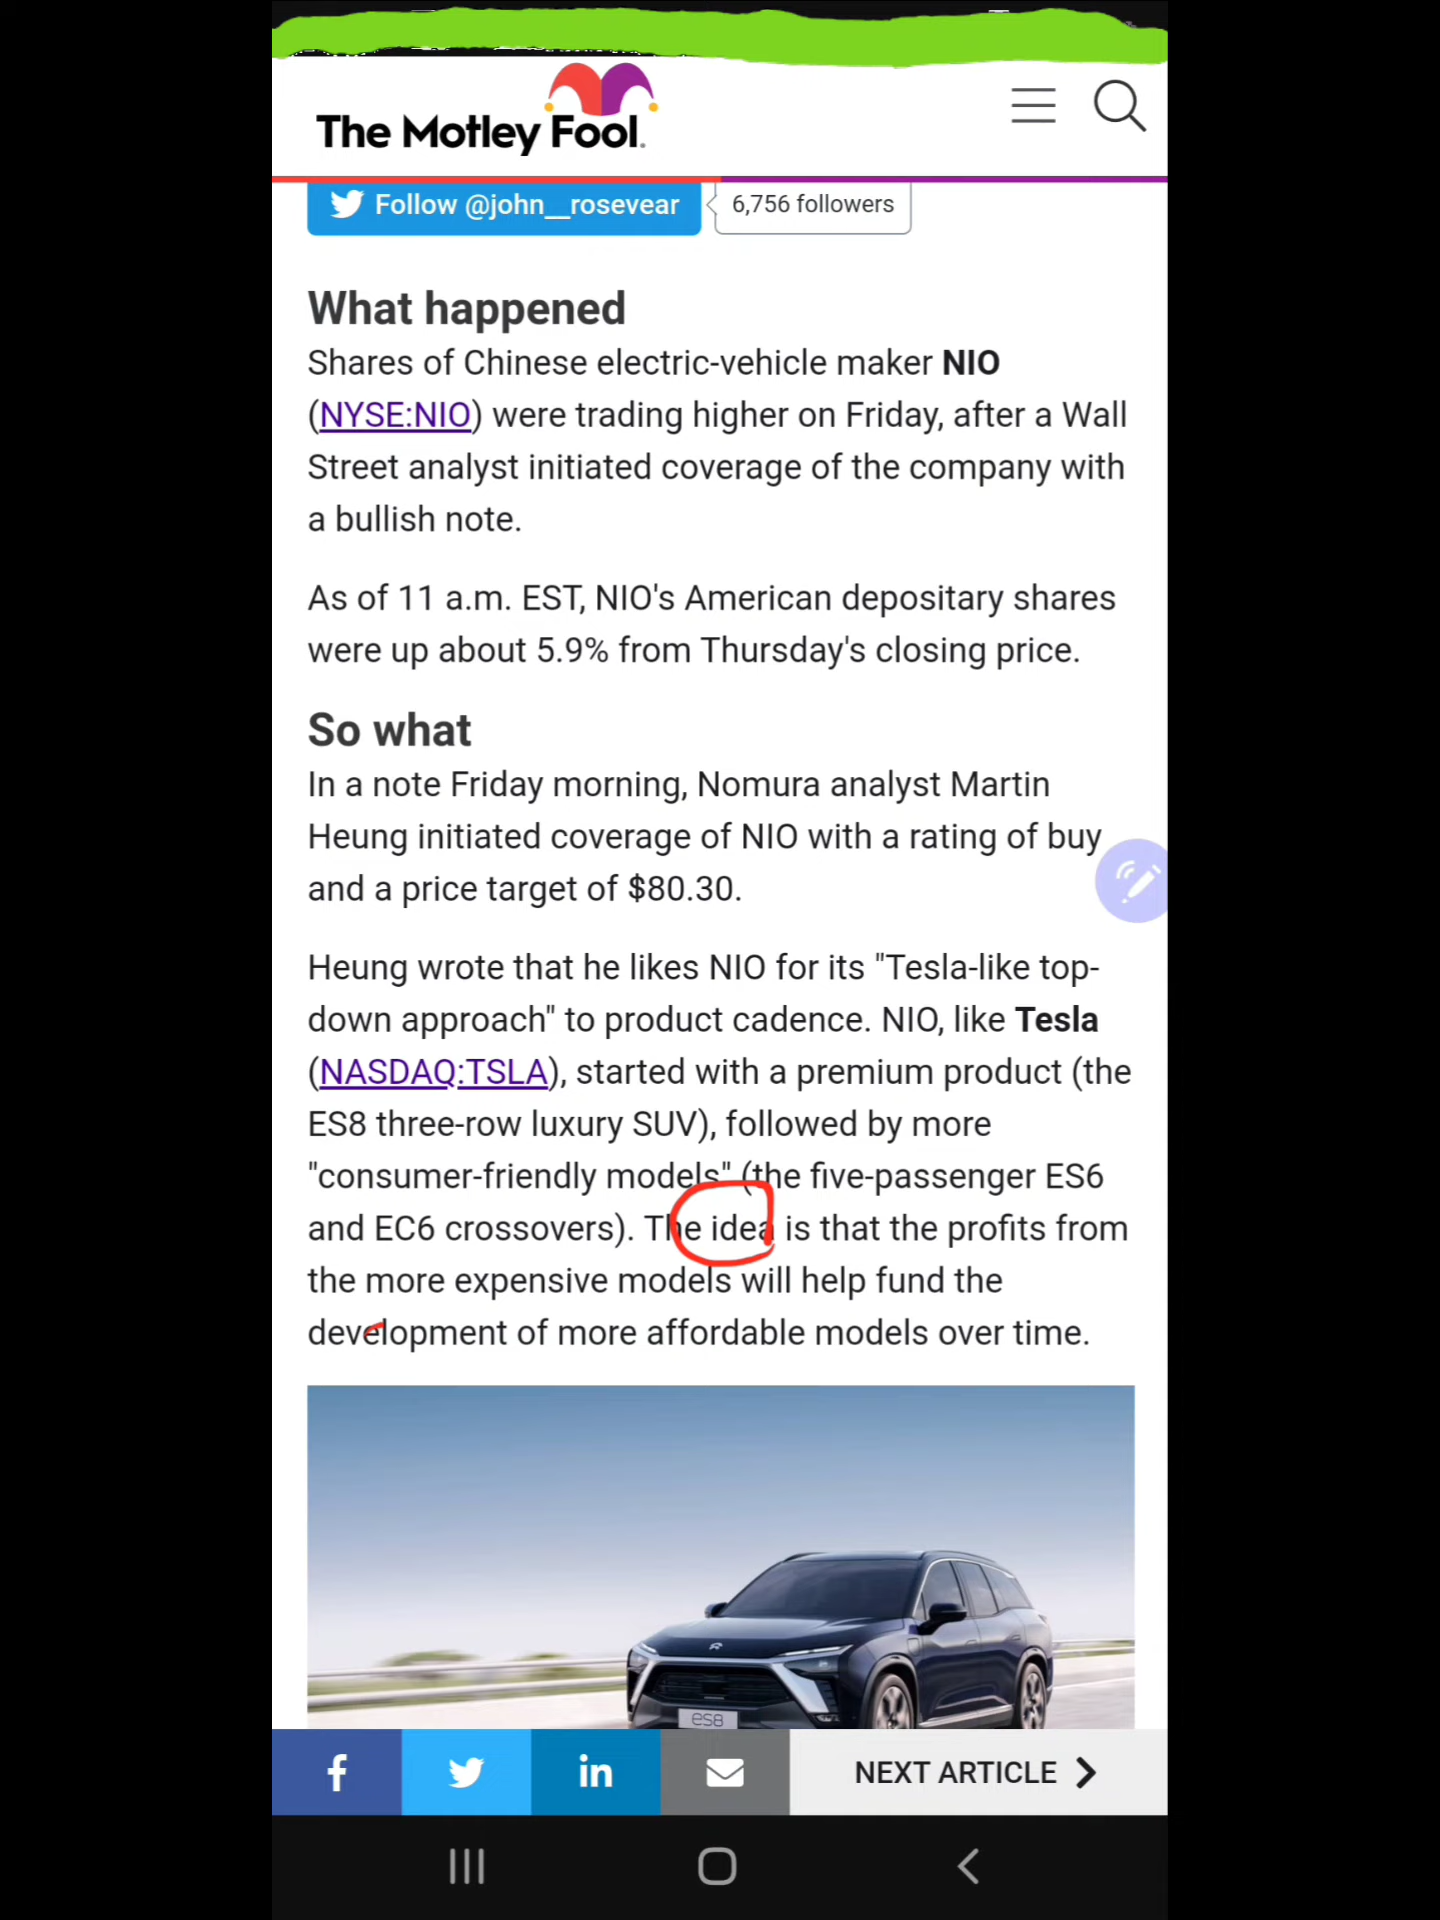 The Motley Fool.
Follow @john__rosevear
6,756 followers
What happened
Shares of Chinese electric-vehicle maker NIO
(NYSE:NIO) were trading higher on Friday, after a Wall
Street analyst initiated coverage of the company with
a bullish note.
As of 11 a.m. EST, NIO's American depositary shares
were up about 5.9% from Thursday's closing price.
So what
In a note Friday morning, Nomura analyst Martin
Heung initiated coverage of NIO with a rating of buy
and a price target of $80.30.
Heung wrote that he likes NIO for its "Tesla-like top-
down approach" to product cadence. NIO, like Tesla
(NASDAQ:TSLA), started with a premium product (the
ES8 three-row luxury SUV), followed by more
"consumer-friendly models" (the five-passenger ES6
and EC6 crossovers). The idea is that the profits from
the more expensive models will help fund the
development of more affordable models over time.
es8
f
in
NEXT ARTICLE